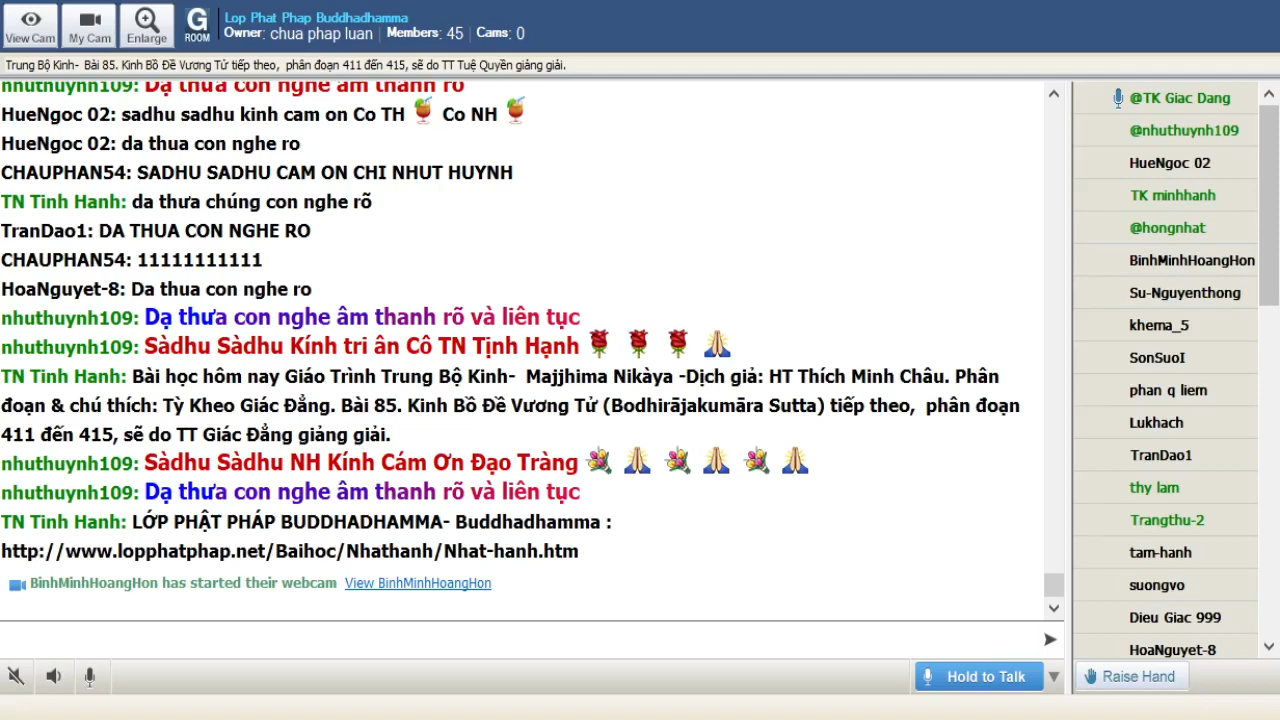 View Cam
My Cam
Enlarge
G
ROOM
Lop Phat Phap Buddhadhamma
Owner: chua phap luan | Members: 45 | Cams: 0
Trung Bộ Kinh- Bài 85. Kinh Bồ Đề Vương Tử tiếp theo, phân đoạn 411 đến 415, sẽ do TT Tuệ Quyền giảng giải.
nhuthuynh109: Dạ thưa con nghe âm thanh rõ
HueNgoc 02: sadhu sadhu kinh cam on Co TH Co NH
HueNgoc 02: da thua con nghe ro
CHAUPHAN54: SADHU SADHU CAM ON CHI NHUT HUYNH
TN Tinh Hanh: da thưa chúng con nghe rõ
TranDao1: DA THUA CON NGHE RO
CHAUPHAN54: 11111111111
HoaNguyet-8: Da thua con nghe ro
nhuthuynh109: Dạ thưa con nghe âm thanh rõ và liên tục
nhuthuynh109: Sàdhu Sàdhu Kính tri ân Cô TN Tịnh Hạnh
TN Tinh Hanh: Bài học hôm nay Giáo Trình Trung Bộ Kinh- Majjhima Nikàya -Dịch giả: HT Thích Minh Châu. Phân
đoạn & chú thích: Tỳ Kheo Giác Đẳng. Bài 85. Kinh Bồ Đề Vương Tử (Bodhirājakumāra Sutta) tiếp theo, phân đoạn
411 đến 415, sẽ do TT Giác Đẳng giảng giải.
nhuthuynh109: Sàdhu Sàdhu NH Kính Cám Ơn Đạo Tràng
nhuthuynh109: Dạ thưa con nghe âm thanh rõ và liên tục
TN Tinh Hanh: LỚP PHẬT PHÁP BUDDHADHAMMA- Buddhadhamma :
http://www.lopphatphap.net/Baihoc/Nhathanh/Nhat-hanh.htm
BinhMinhHoangHon has started their webcam View BinhMinhHoangHon
@TK Giac Dang
@nhuthuynh109
HueNgoc 02
TK minhhanh
@hongnhat
BinhMinhHoangHon
Su-Nguyenthong
khema_5
SonSuoI
phan q liem
Lukhach
TranDao1
thy lam
Trangthu-2
tam-hanh
suongvo
Dieu Giac 999
HoaNguyet-8
Hold to Talk
Raise Hand